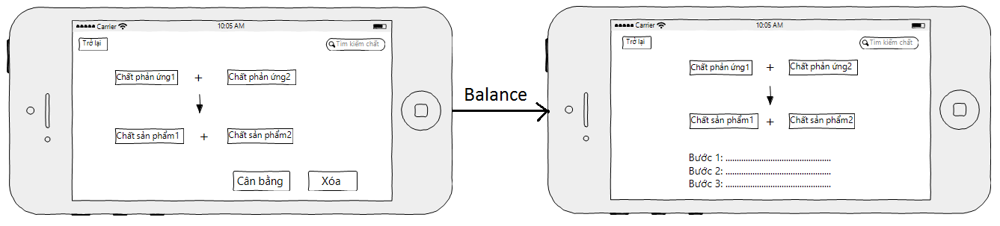 Carrier 10:05 AM
Trở lại
Tìm kiếm chất
Chất phản ứng1 + Chất phản ứng2
Chất sản phẩm1 + Chất sản phẩm2
Cân bằng Xóa
Balance
Carrier 10:05 AM
Trở lại
Tìm kiếm chất
Chất phản ứng1 + Chất phản ứng2
Chất sản phẩm1 + Chất sản phẩm2
Bước 1: ...............................................
Bước 2: ...............................................
Bước 3: ...............................................